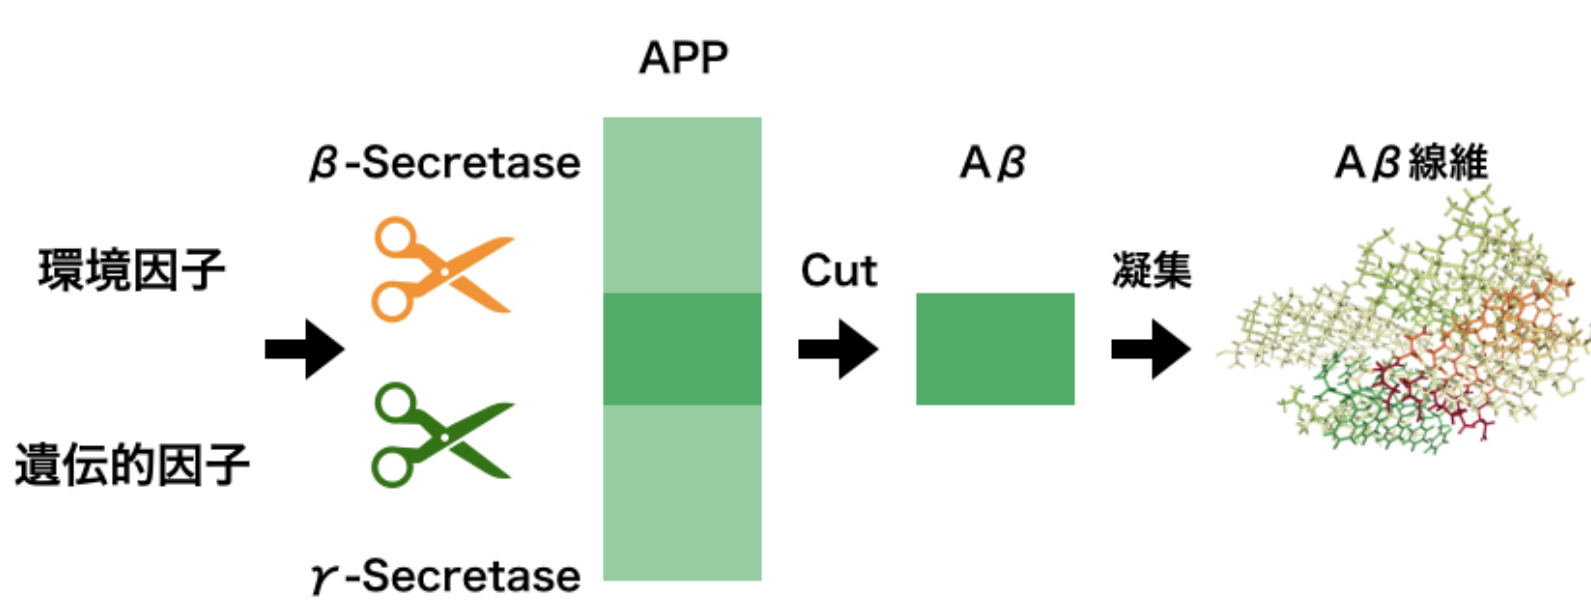 環境因子
遺伝的因子
β-Secretase
γ-Secretase
APP
Cut
Aβ
凝集
Aβ線維